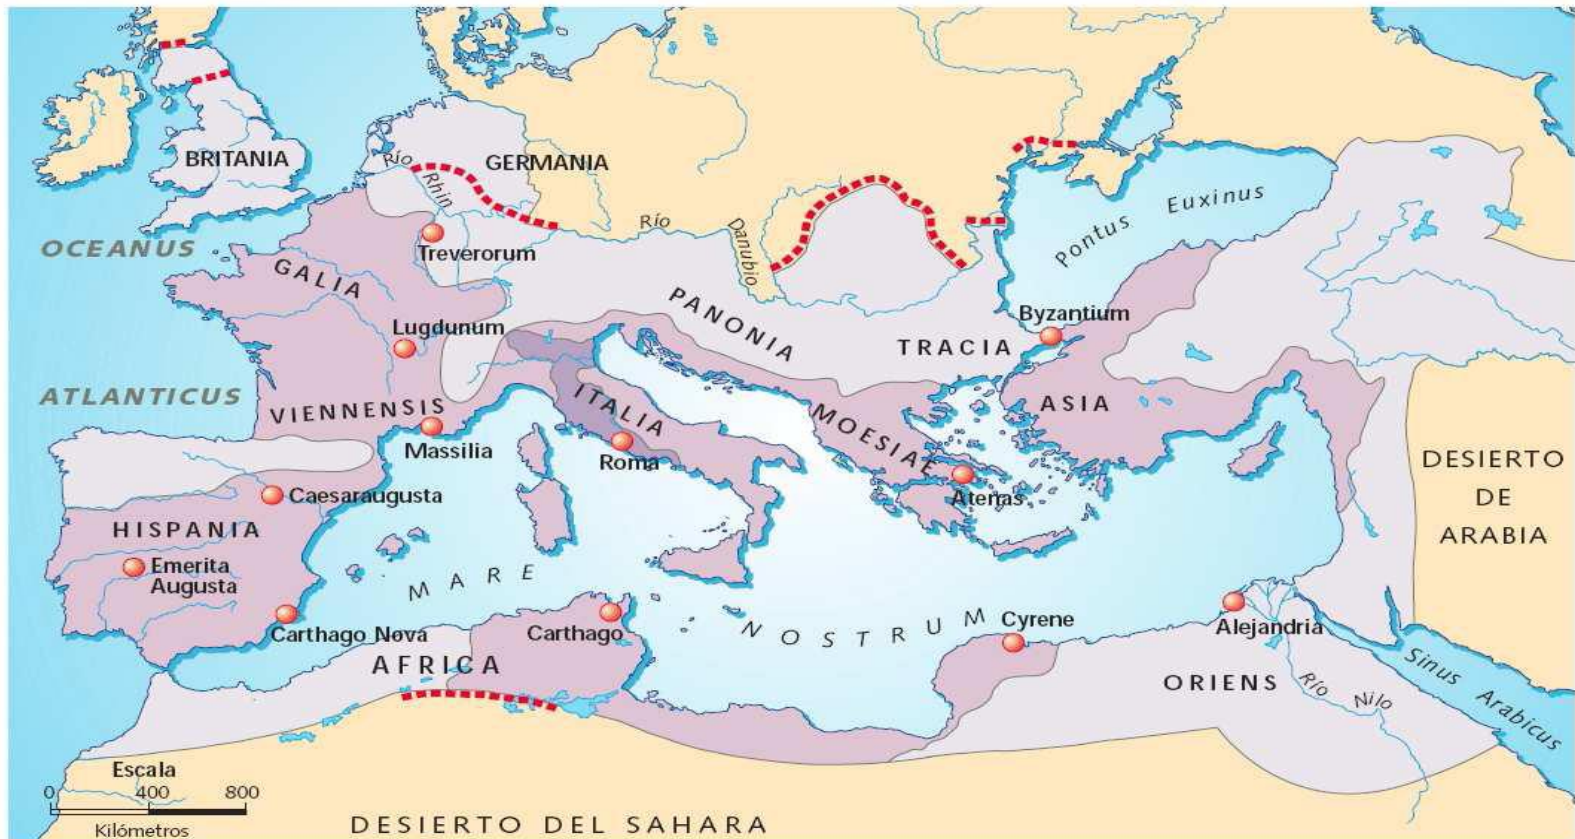 BRITANIA
GERMANIA
Río
Rhin
OCEANUS
ATLANTICUS
Treverorum
GALIA
Río
Danubio
Pontus Euxinus
Lugdunum
PANONIA
Byzantium
TRACIA
VIENNENSIS
ITALIA
MOESIAE
ASIA
Massilia
Roma
Atenas
DESIERTO
DE
ARABIA
Caesaraugusta
HISPANIA
Emerita
Augusta
Carthago Nova
MARE
NOSTRUM
Carthago
AFRICA
Cyrene
Alejandria
ORIENS
Río Nilo
Sinus Arabicus
Escala
0 400 800
Kilómetros
DESIERTO DEL SAHARA